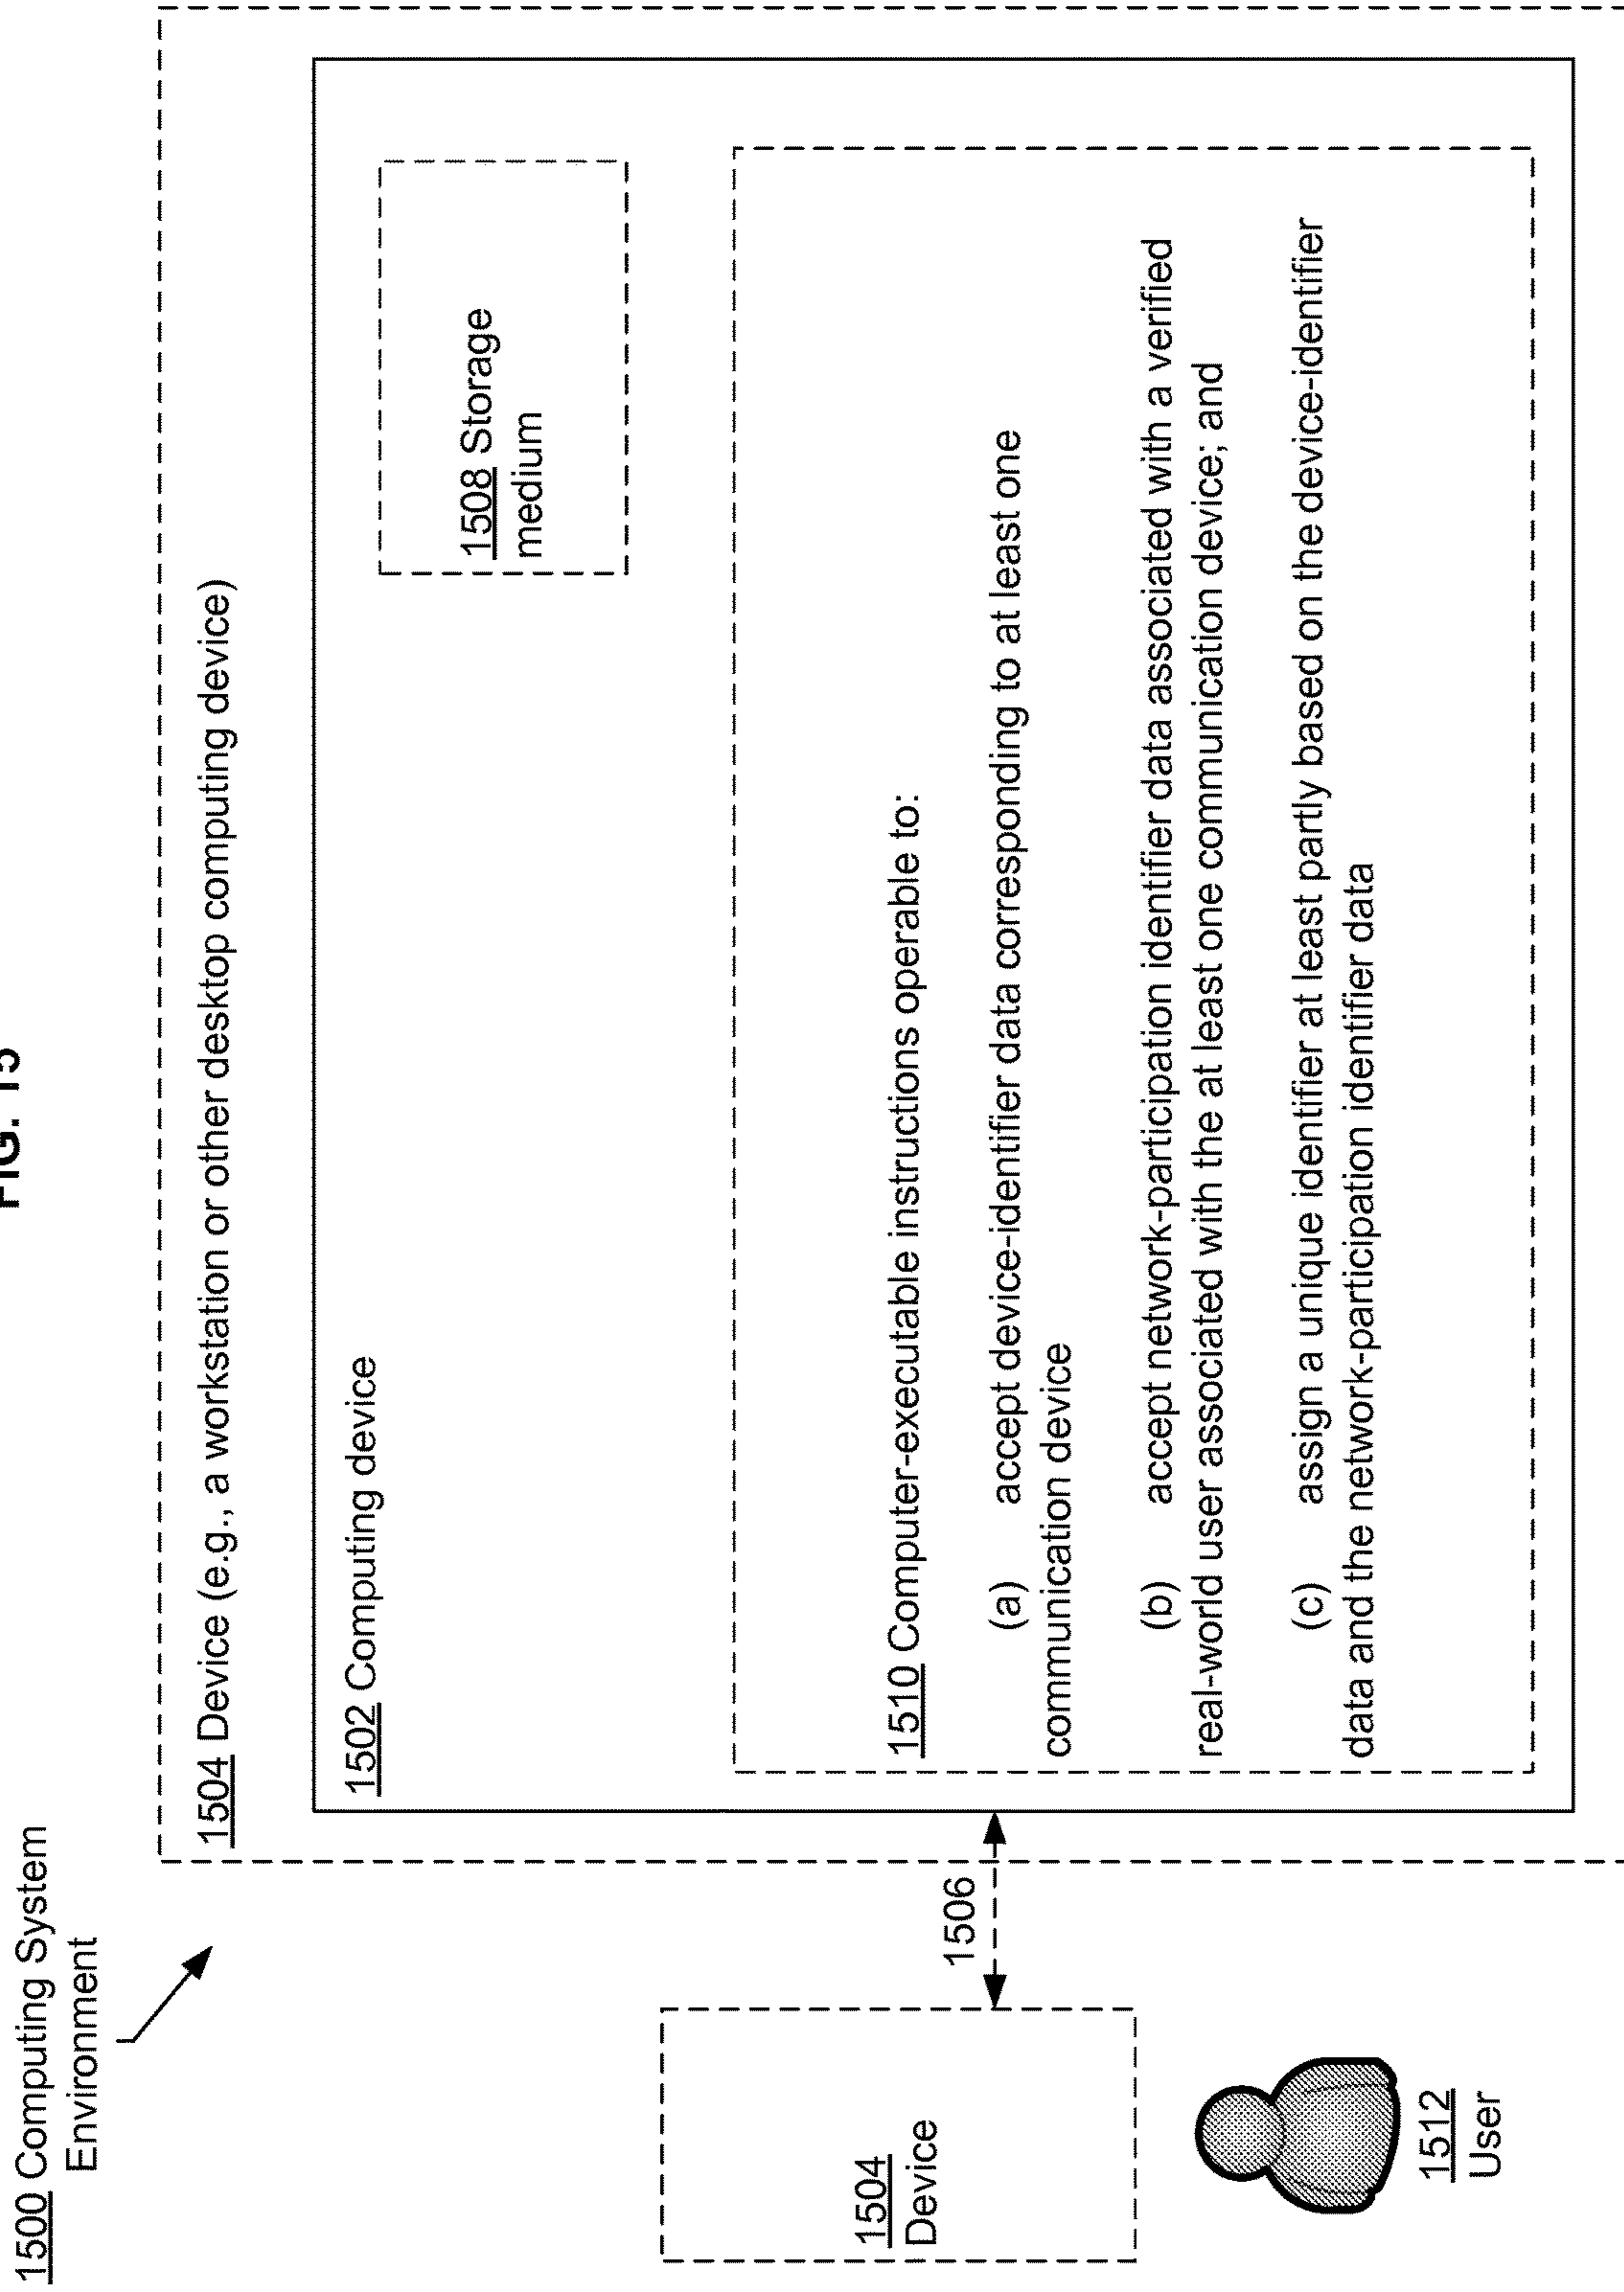 FIG. 15
1500 Computing System
Environment
1504 Device (e.g., a workstation or other desktop computing device)
1502 Computing device
1508 Storage
medium
1504
Device
1506
1510 Computer-executable instructions operable to:
(a) accept device-identifier data corresponding to at least one
communication device
(b) accept network-participation identifier data associated with a verified
real-world user associated with the at least one communication device; and
(c) assign a unique identifier at least partly based on the device-identifier
data and the network-participation identifier data
1512
User